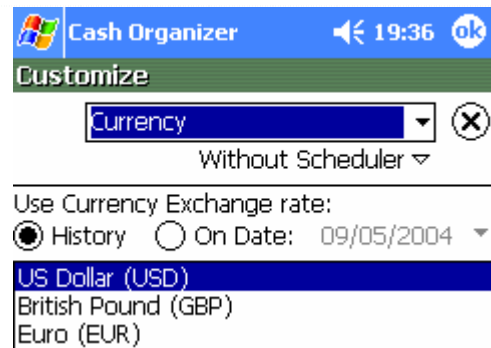 Cash Organizer 19:36 ok
Customize
Currency
Without Scheduler
Use Currency Exchange rate:
History On Date: 09/05/2004
US Dollar (USD)
British Pound (GBP)
Euro (EUR)